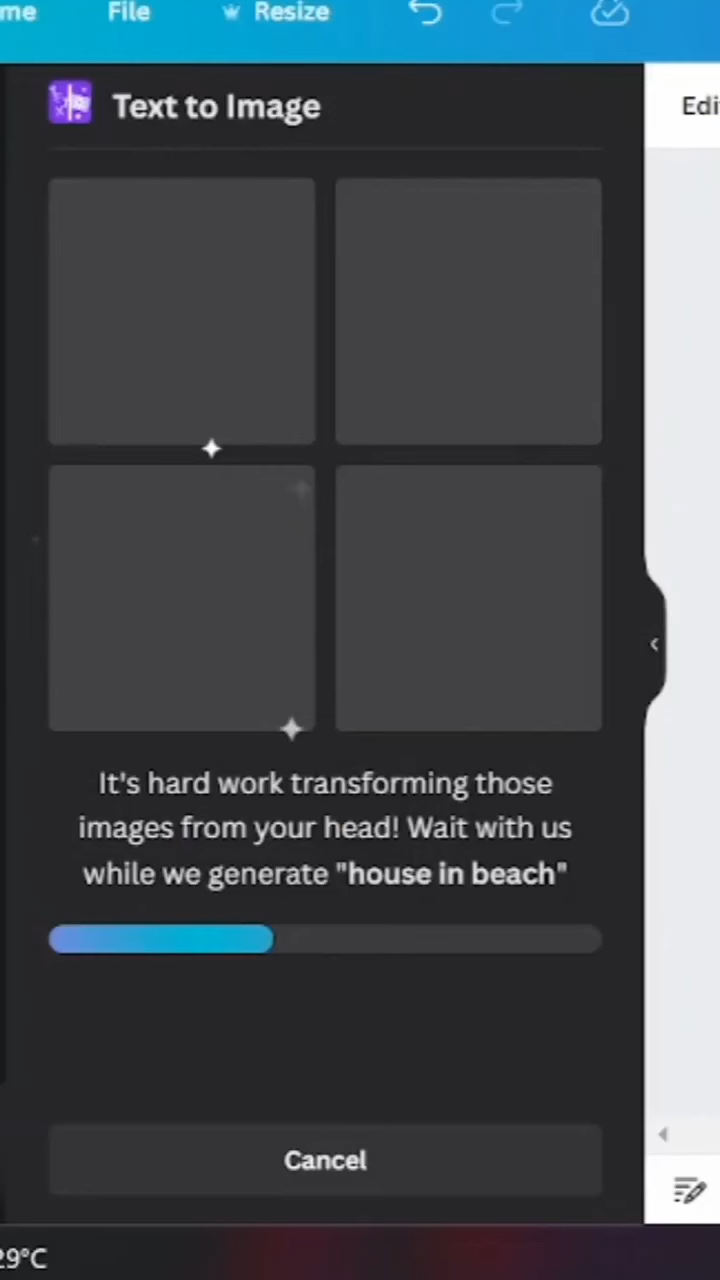 File
Resize
Text to Image
It's hard work transforming those
images from your head! Wait with us
while we generate "house in beach"
Cancel
29°C